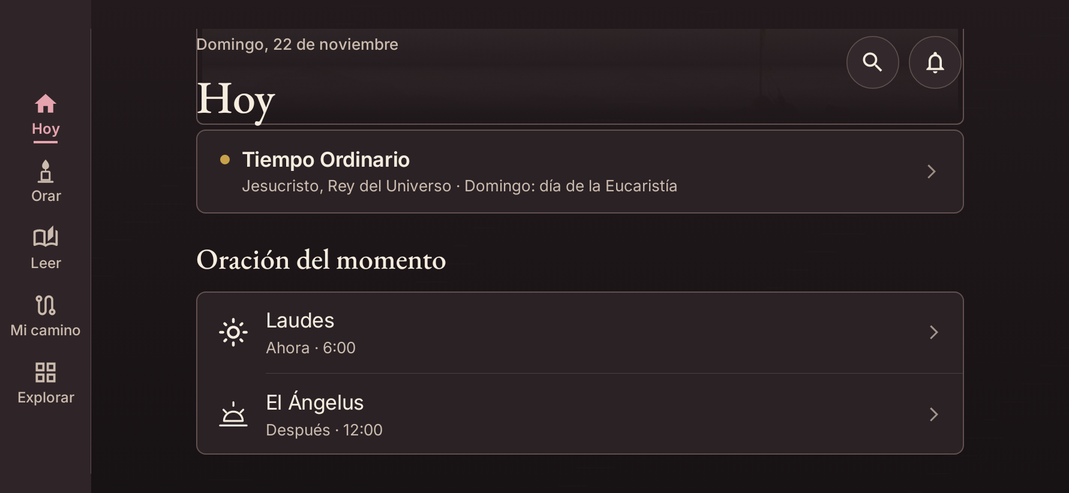 Domingo, 22 de noviembre
Hoy
Tiempo Ordinario
Jesucristo, Rey del Universo · Domingo: día de la Eucaristía
Oración del momento
Laudes
Ahora · 6:00
El Ángelus
Después · 12:00
Hoy
Orar
Leer
Mi camino
Explorar